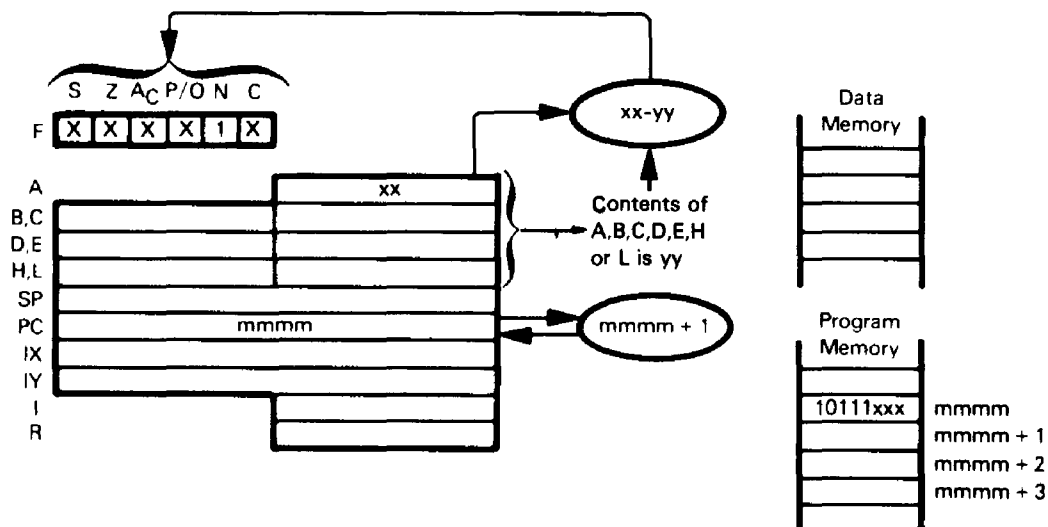 S Z A_C P/O N C
F X X X X 1 X
xx-yy
A xx
B,C
D,E
H,L
SP
PC mmmm
IX
IY
I
R
Contents of
A,B,C,D,E,H
or L is yy
mmmm + 1
Data
Memory
Program
Memory
10111xxx mmmm
mmmm + 1
mmmm + 2
mmmm + 3